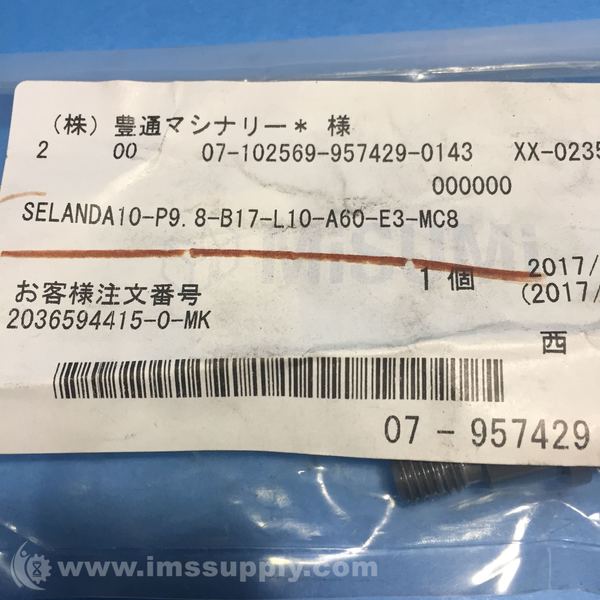 (株)豊通マシナリー* 様
2 00 07-102569-957429-0143 XX-0235
000000
SELANDA10-P9.8-B17-L10-A60-E3-MC8
MiSUMi
1個 2017/
お客様注文番号 (2017/
2036594415-0-MK
西
07-957429
www.imssupply.com